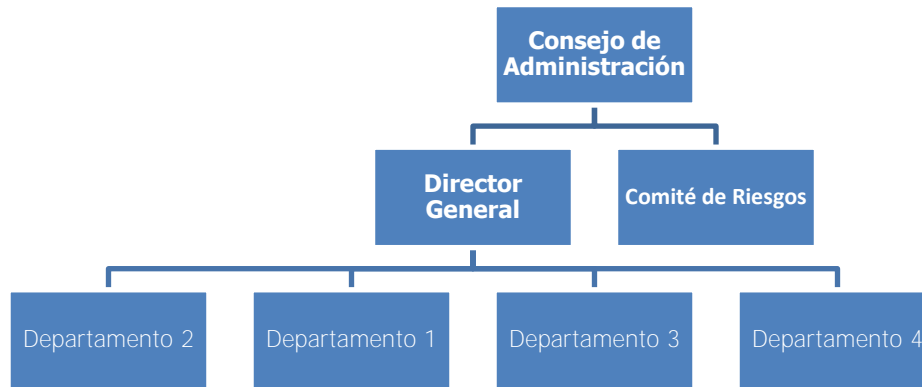 Consejo de
Administración
Director
General
Comité de Riesgos
Departamento 2
Departamento 1
Departamento 3
Departamento 4